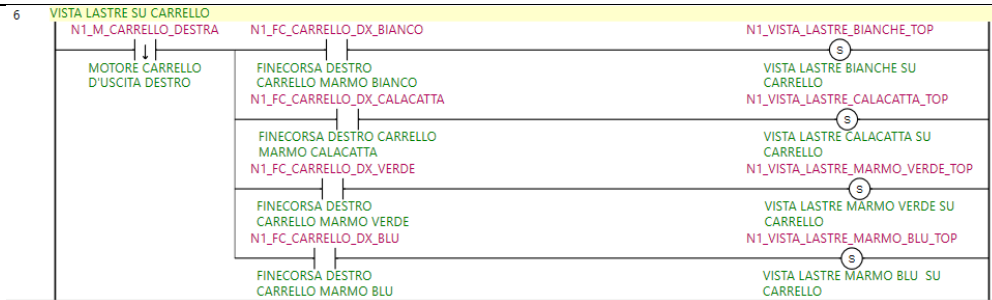 6 VISTA LASTRE SU CARRELLO
N1_M_CARRELLO_DESTRA N1_FC_CARRELLO_DX_BIANCO N1_VISTA_LASTRE_BIANCHE_TOP
S
MOTORE CARRELLO FINECORSA DESTRO VISTA LASTRE BIANCHE SU
D'USCITA DESTRO CARRELLO MARMO BIANCO CARRELLO
N1_FC_CARRELLO_DX_CALACATTA N1_VISTA_LASTRE_CALACATTA_TOP
S
FINECORSA DESTRO CARRELLO VISTA LASTRE CALACATTA SU
MARMO CALACATTA CARRELLO
N1_FC_CARRELLO_DX_VERDE N1_VISTA_LASTRE_MARMO_VERDE_TOP
S
FINECORSA DESTRO VISTA LASTRE MARMO VERDE SU
CARRELLO MARMO VERDE CARRELLO
N1_FC_CARRELLO_DX_BLU N1_VISTA_LASTRE_MARMO_BLU_TOP
S
FINECORSA DESTRO VISTA LASTRE MARMO BLU SU
CARRELLO MARMO BLU CARRELLO